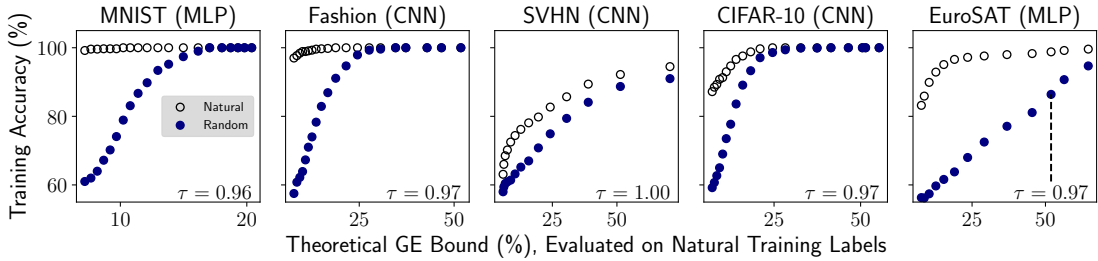 MNIST (MLP) Fashion (CNN) SVHN (CNN) CIFAR-10 (CNN) EuroSAT (MLP)
Training Accuracy (%)
100
80
60
Natural
Random
τ = 0.96 τ = 0.97 τ = 1.00 τ = 0.97 τ = 0.97
10 20 25 50 25 50 25 50 25 50
Theoretical GE Bound (%), Evaluated on Natural Training Labels